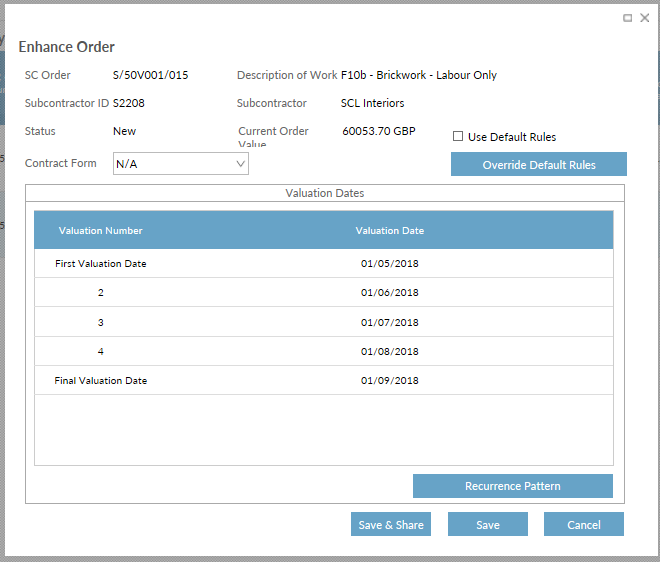 Enhance Order
SC Order S/50V001/015 Description of Work F10b - Brickwork - Labour Only
Subcontractor ID S2208 Subcontractor SCL Interiors
Status New Current Order Value 60053.70 GBP Use Default Rules
Contract Form N/A Override Default Rules
Valuation Dates
Valuation Number Valuation Date
First Valuation Date 01/05/2018
2 01/06/2018
3 01/07/2018
4 01/08/2018
Final Valuation Date 01/09/2018
Recurrence Pattern
Save & Share Save Cancel